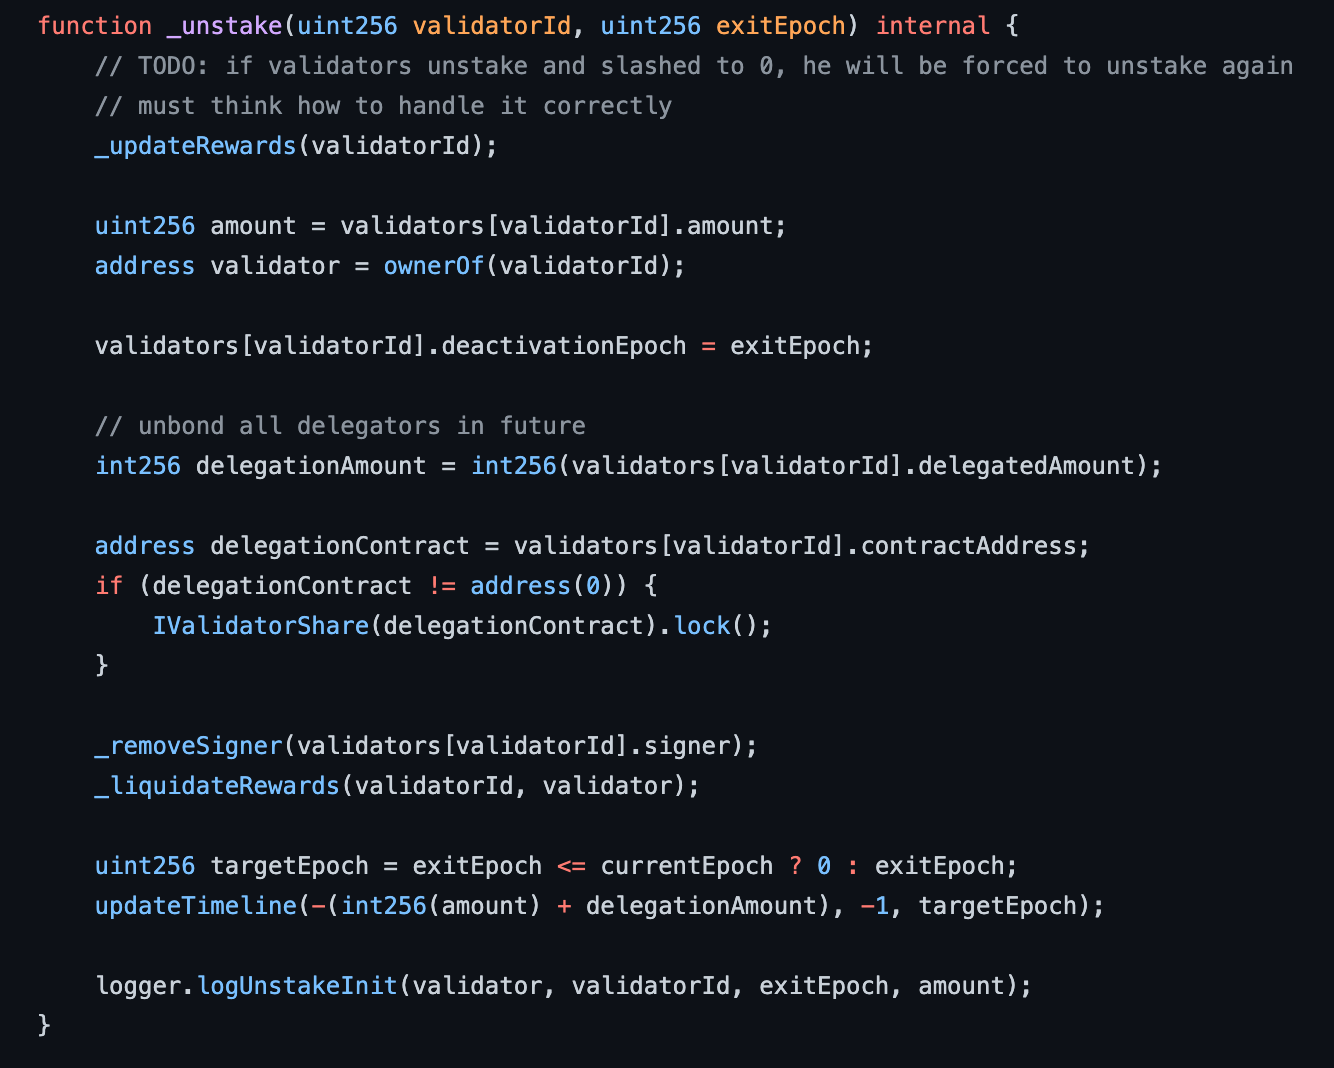 function _unstake(uint256 validatorId, uint256 exitEpoch) internal {
    // TODO: if validators unstake and slashed to 0, he will be forced to unstake again
    // must think how to handle it correctly
    _updateRewards(validatorId);

    uint256 amount = validators[validatorId].amount;
    address validator = ownerOf(validatorId);

    validators[validatorId].deactivationEpoch = exitEpoch;

    // unbond all delegators in future
    int256 delegationAmount = int256(validators[validatorId].delegatedAmount);

    address delegationContract = validators[validatorId].contractAddress;
    if (delegationContract != address(0)) {
        IValidatorShare(delegationContract).lock();
    }

    _removeSigner(validators[validatorId].signer);
    _liquidateRewards(validatorId, validator);

    uint256 targetEpoch = exitEpoch <= currentEpoch ? 0 : exitEpoch;
    updateTimeline(-(int256(amount) + delegationAmount), -1, targetEpoch);

    logger.logUnstakeInit(validator, validatorId, exitEpoch, amount);
}